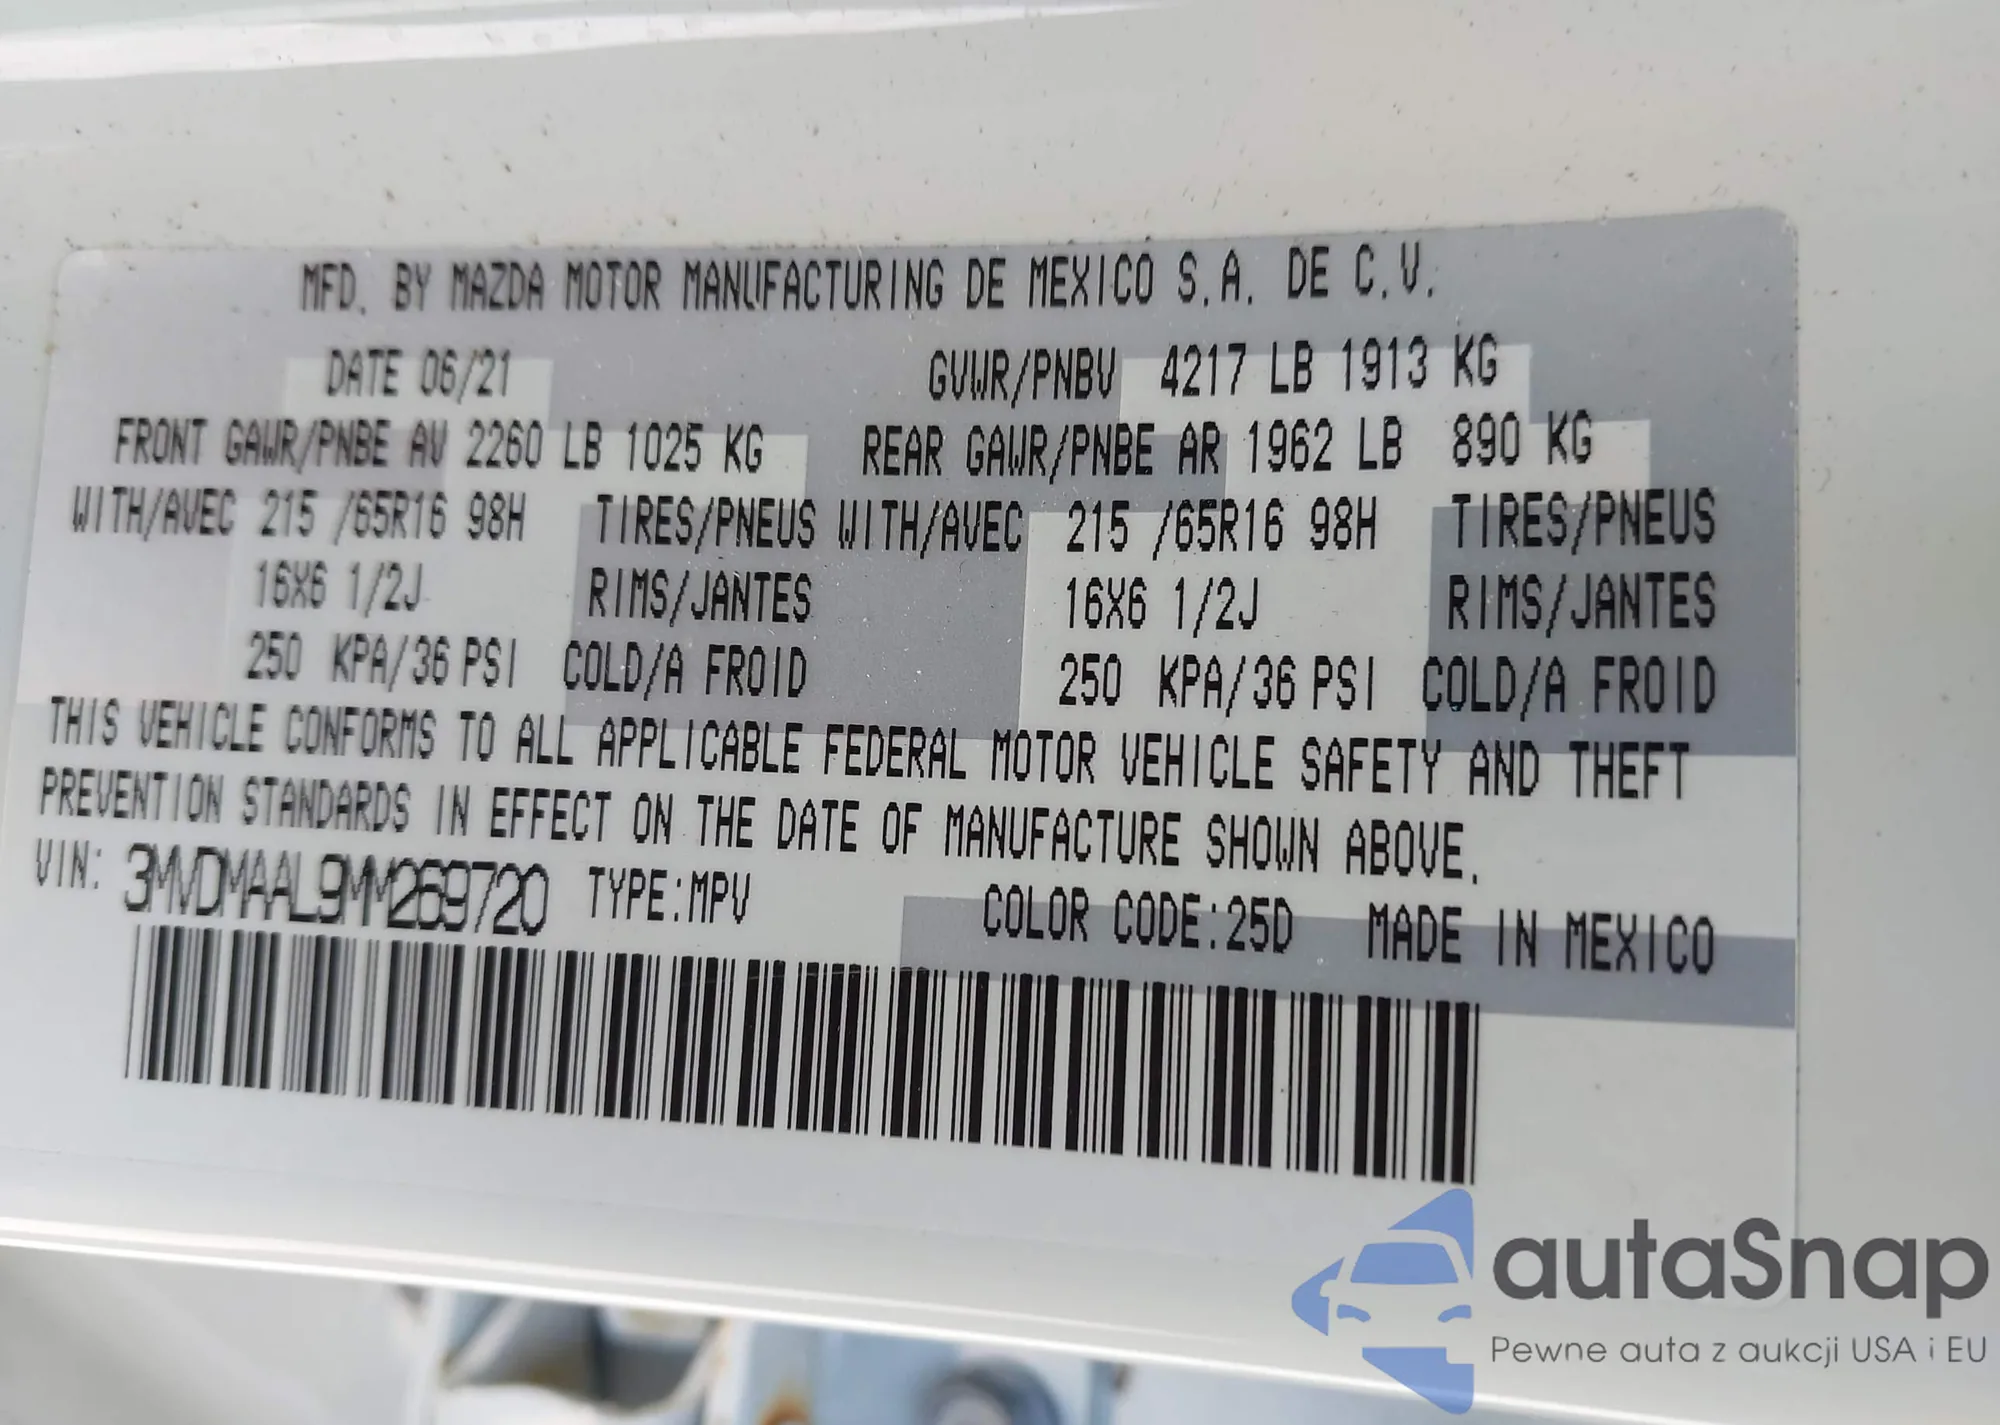 MFD. BY MAZDA MOTOR MANUFACTURING DE MEXICO S.A. DE C.V.
DATE 06/21 GVWR/PNBV 4217 LB 1913 KG
FRONT GAWR/PNBE AV 2260 LB 1025 KG REAR GAWR/PNBE AR 1962 LB 890 KG
WITH/AVEC 215 /65R16 98H TIRES/PNEUS WITH/AVEC 215 /65R16 98H TIRES/PNEUS
16X6 1/2J RIMS/JANTES 16X6 1/2J RIMS/JANTES
250 KPA/36 PSI COLD/A FROID 250 KPA/36 PSI COLD/A FROID
THIS VEHICLE CONFORMS TO ALL APPLICABLE FEDERAL MOTOR VEHICLE SAFETY AND THEFT
PREVENTION STANDARDS IN EFFECT ON THE DATE OF MANUFACTURE SHOWN ABOVE.
VIN: 3MVDMAAL9MM269720 TYPE:MPV COLOR CODE:25D MADE IN MEXICO
autaSnap
Pewne auta z aukcji USA i EU